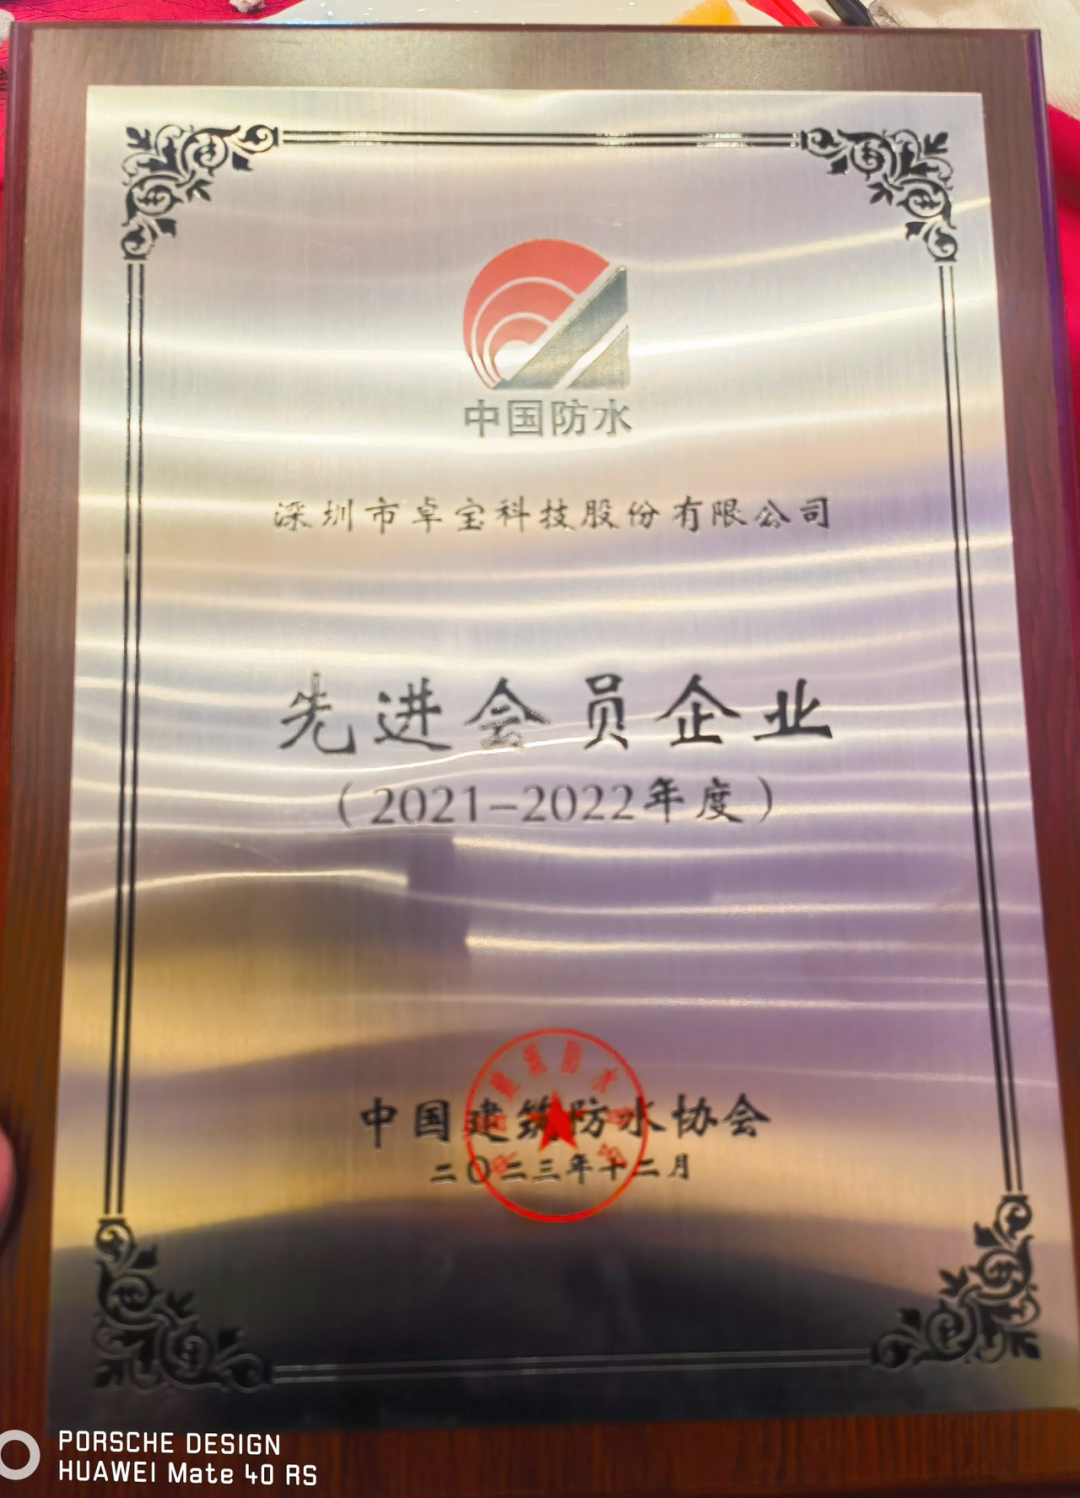 中国防水
深圳市卓宝科技股份有限公司
先进会员企业
（2021-2022年度）
中国建筑防水协会
二〇二三年十二月
PORSCHE DESIGN
HUAWEI Mate 40 RS